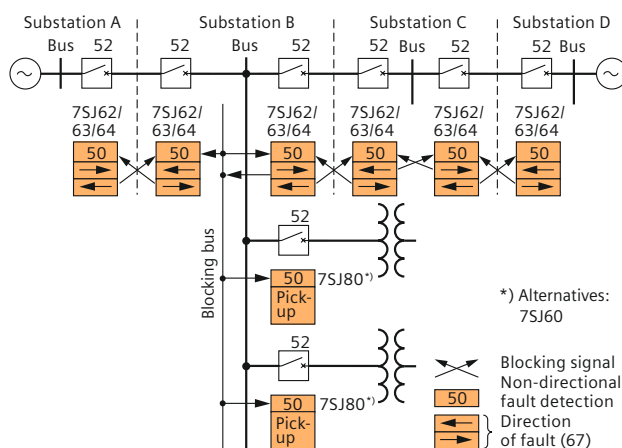 Substation A
Substation B
Substation C
Substation D
Bus
52
52
Bus
52
52
Bus
52
52
Bus
~
~
7SJ62/
63/64
7SJ62/
63/64
7SJ62/
63/64
7SJ62/
63/64
7SJ62/
63/64
7SJ62/
63/64
50
50
50
50
50
50
Blocking bus
52
50
7SJ80*)
Pick-
up
52
50
7SJ80*)
Pick-
up
*) Alternatives:
7SJ60
Blocking signal
Non-directional
fault detection
50
Direction
of fault (67)